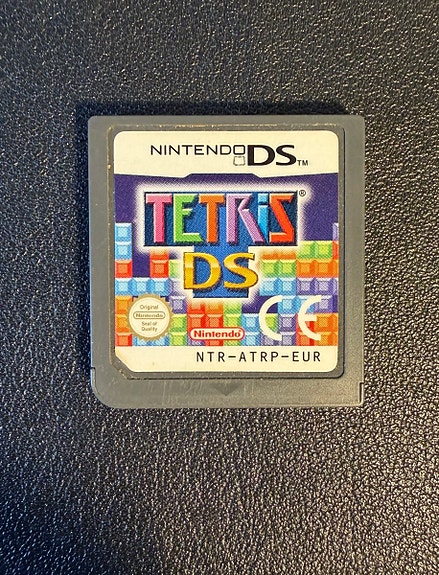 NINTENDO DS™
TETRiS®
DS
Original
Nintendo
Seal of
Quality
Nintendo®
CE
NTR-ATRP-EUR